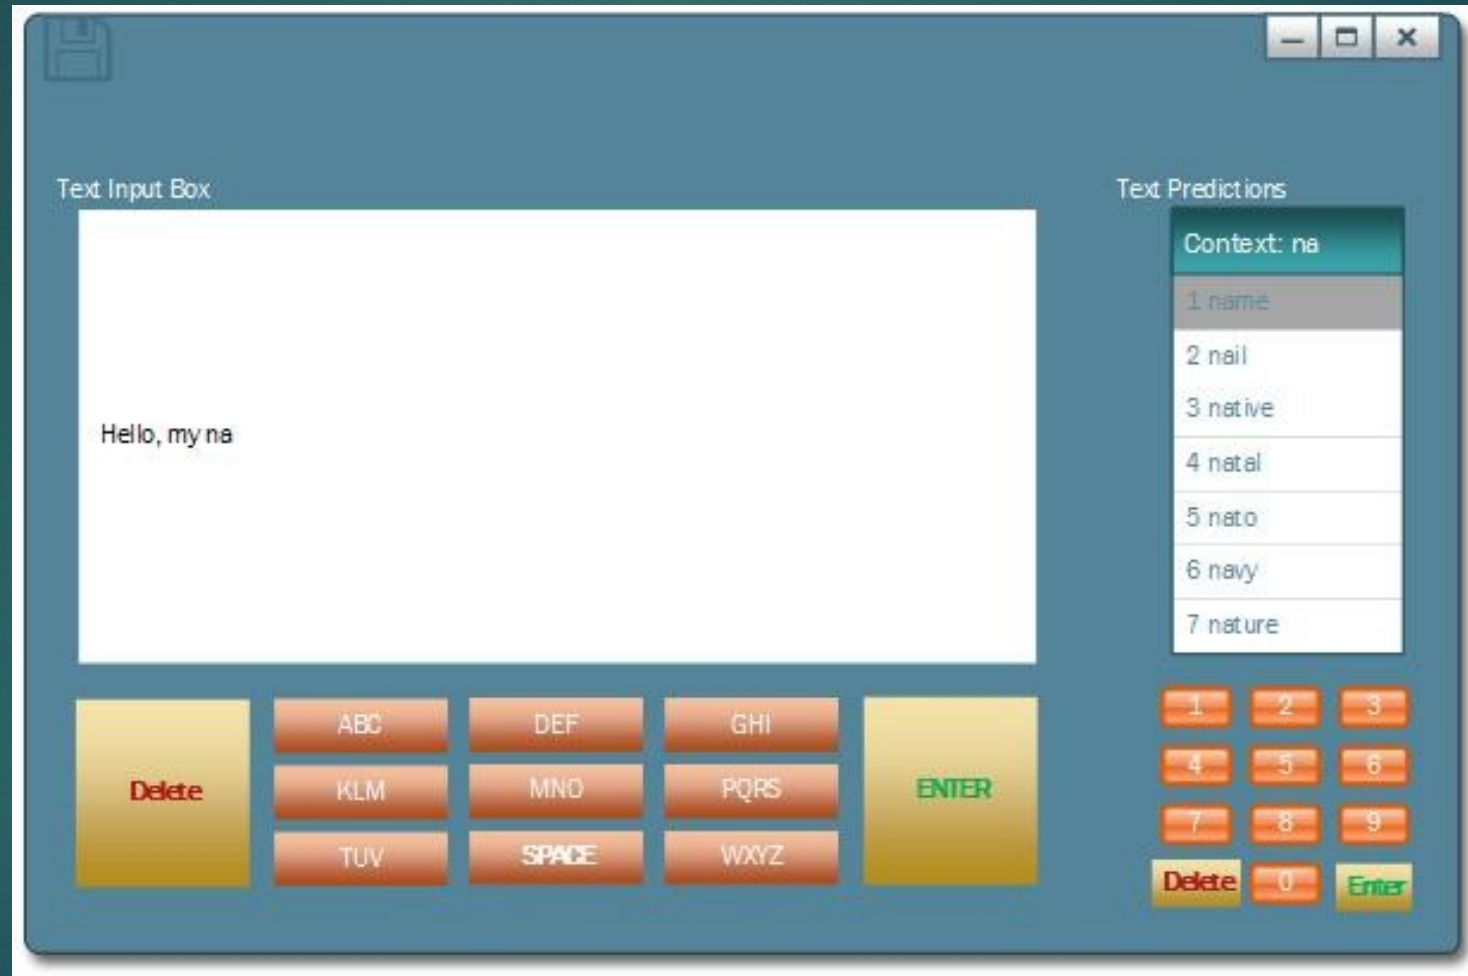 Text Input Box
Hello, my na
Delete
ABC DEF GHI
KLM MNO PQRS
TUV SPACE WXYZ
ENTER
Text Predictions
Context: na
1 name
2 nail
3 native
4 natal
5 nato
6 navy
7 nature
1 2 3
4 5 6
7 8 9
Delete 0 Enter